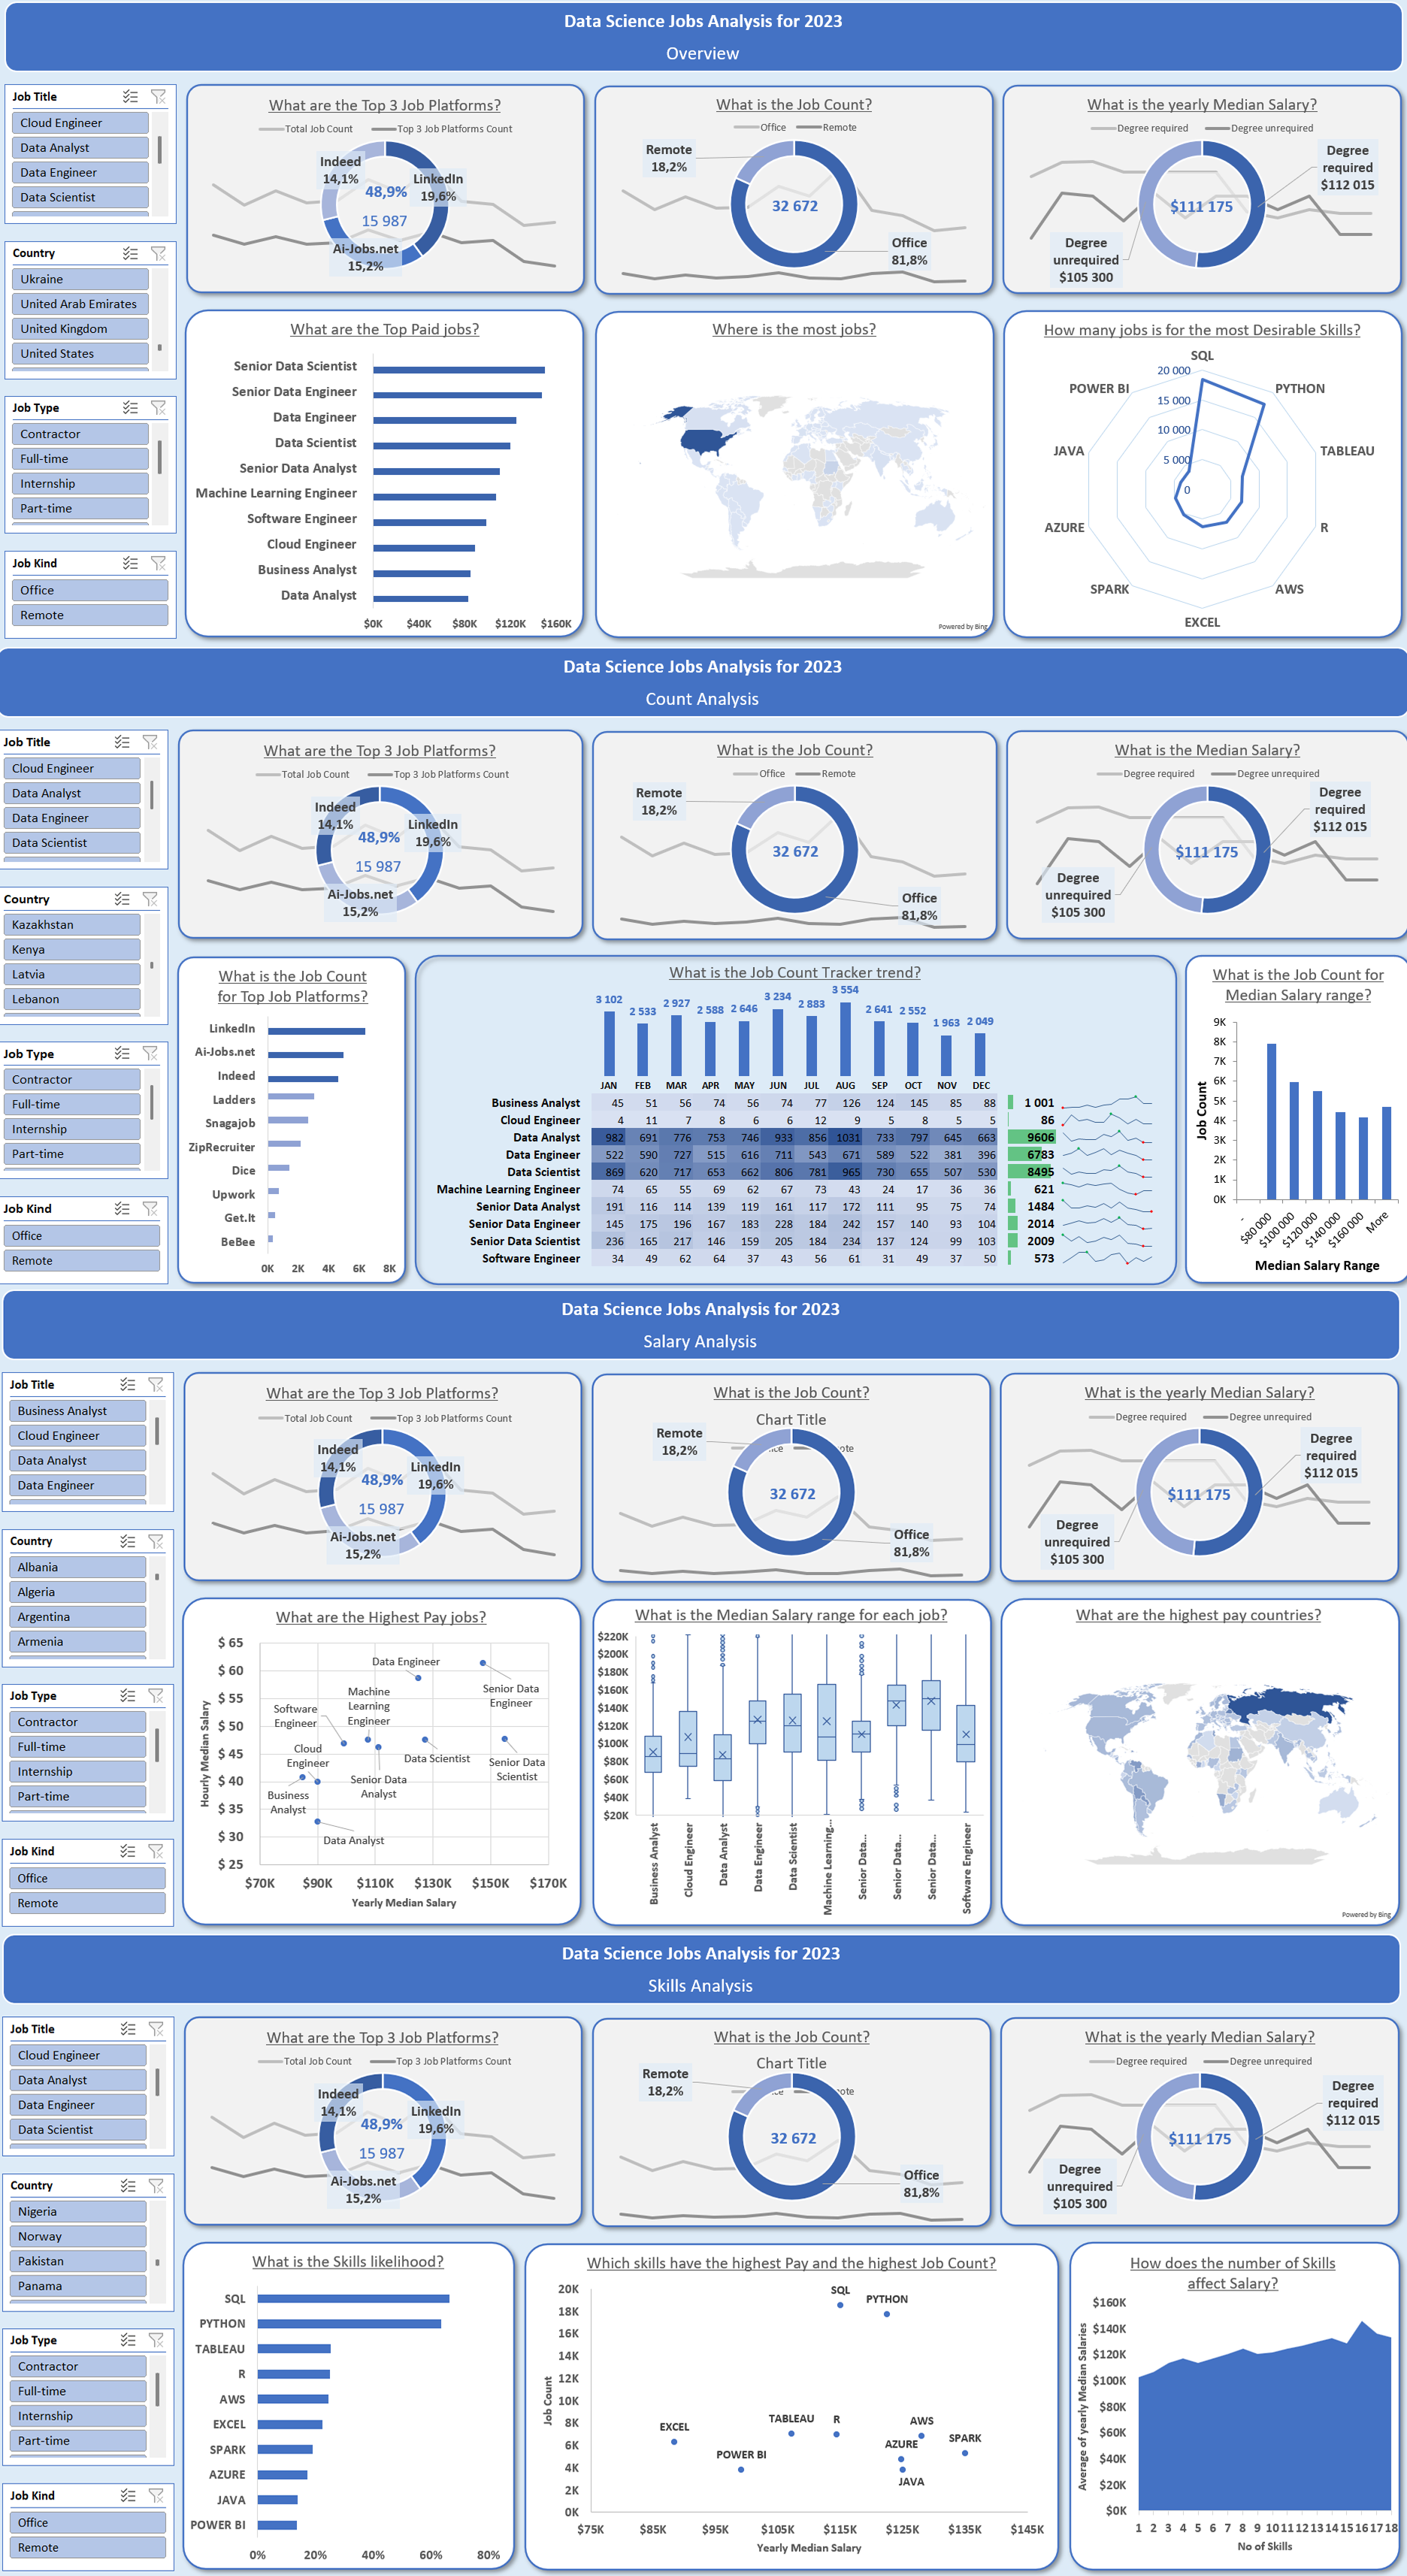 Data Science Jobs Analysis for 2023
Overview
Job Title
Cloud Engineer
Data Analyst
Data Engineer
Data Scientist
Country
Ukraine
United Arab Emirates
United Kingdom
United States
Job Type
Contractor
Full-time
Internship
Part-time
Job Kind
Office
Remote
What are the Top 3 Job Platforms?
Total Job Count Top 3 Job Platforms Count
Indeed
14,1%
LinkedIn
19,6%
48,9%
15 987
Ai-Jobs.net
15,2%
What is the Job Count?
Office Remote
Remote
18,2%
32 672
Office
81,8%
What is the yearly Median Salary?
Degree required Degree unrequired
Degree
required
$112 015
$111 175
Degree
unrequired
$105 300
What are the Top Paid jobs?
Senior Data Scientist
Senior Data Engineer
Data Engineer
Data Scientist
Senior Data Analyst
Machine Learning Engineer
Software Engineer
Cloud Engineer
Business Analyst
Data Analyst
$0K $40K $80K $120K $160K
Where is the most jobs?
Powered by Bing
How many jobs is for the most Desirable Skills?
SQL
PYTHON
TABLEAU
R
AWS
EXCEL
SPARK
AZURE
JAVA
POWER BI
20 000
15 000
10 000
5 000
0
Data Science Jobs Analysis for 2023
Count Analysis
Job Title
Cloud Engineer
Data Analyst
Data Engineer
Data Scientist
Country
Kazakhstan
Kenya
Latvia
Lebanon
Job Type
Contractor
Full-time
Internship
Part-time
Job Kind
Office
Remote
What are the Top 3 Job Platforms?
Total Job Count Top 3 Job Platforms Count
Indeed
14,1%
LinkedIn
19,6%
48,9%
15 987
Ai-Jobs.net
15,2%
What is the Job Count?
Office Remote
Remote
18,2%
32 672
Office
81,8%
What is the Median Salary?
Degree required Degree unrequired
Degree
required
$112 015
$111 175
Degree
unrequired
$105 300
What is the Job Count
for Top Job Platforms?
LinkedIn
Ai-Jobs.net
Indeed
Ladders
Snagajob
ZipRecruiter
Dice
Upwork
Get.It
BeBee
0K 2K 4K 6K 8K
What is the Job Count Tracker trend?
3 102 2 533 2 927 2 588 2 646 3 234 2 883 3 554 2 641 2 552 1 963 2 049
JAN FEB MAR APR MAY JUN JUL AUG SEP OCT NOV DEC
Business Analyst 45 51 56 74 56 74 77 126 124 145 85 88 1 001
Cloud Engineer 4 11 7 8 6 6 12 9 5 8 5 5 86
Data Analyst 982 691 776 753 746 933 856 1031 733 797 645 663 9606
Data Engineer 522 590 727 515 616 711 543 671 589 522 381 396 6783
Data Scientist 869 620 717 653 662 806 781 965 730 655 507 530 8495
Machine Learning Engineer 74 65 55 69 62 67 73 43 24 17 36 36 621
Senior Data Analyst 191 116 114 139 119 161 117 172 111 95 75 74 1484
Senior Data Engineer 145 175 196 167 183 228 184 242 157 140 93 104 2014
Senior Data Scientist 236 165 217 146 159 205 184 234 137 124 99 103 2009
Software Engineer 34 49 62 64 37 43 56 61 31 49 37 50 573
What is the Job Count for
Median Salary range?
9K
8K
7K
6K
5K
4K
3K
2K
1K
0K
Job Count
- $80 000 $100 000 $120 000 $140 000 $160 000 More
Median Salary Range
Data Science Jobs Analysis for 2023
Salary Analysis
Job Title
Business Analyst
Cloud Engineer
Data Analyst
Data Engineer
Country
Albania
Algeria
Argentina
Armenia
Job Type
Contractor
Full-time
Internship
Part-time
Job Kind
Office
Remote
What are the Top 3 Job Platforms?
Total Job Count Top 3 Job Platforms Count
Indeed
14,1%
LinkedIn
19,6%
48,9%
15 987
Ai-Jobs.net
15,2%
What is the Job Count?
Chart Title
Remote
18,2%
32 672
Office
81,8%
What is the yearly Median Salary?
Degree required Degree unrequired
Degree
required
$112 015
$111 175
Degree
unrequired
$105 300
What are the Highest Pay jobs?
$ 65
$ 60
$ 55
$ 50
$ 45
$ 40
$ 35
$ 30
$ 25
Hourly Median Salary
Data Engineer
Senior Data
Engineer
Machine
Learning
Engineer
Software
Engineer
Cloud
Engineer
Data Scientist
Senior Data
Scientist
Senior Data
Analyst
Business
Analyst
Data Analyst
$70K $90K $110K $130K $150K $170K
Yearly Median Salary
What is the Median Salary range for each job?
$220K
$200K
$180K
$160K
$140K
$120K
$100K
$80K
$60K
$40K
$20K
Business Analyst
Cloud Engineer
Data Analyst
Data Engineer
Data Scientist
Machine Learning...
Senior Data...
Senior Data...
Senior Data...
Software Engineer
What are the highest pay countries?
Powered by Bing
Data Science Jobs Analysis for 2023
Skills Analysis
Job Title
Cloud Engineer
Data Analyst
Data Engineer
Data Scientist
Country
Nigeria
Norway
Pakistan
Panama
Job Type
Contractor
Full-time
Internship
Part-time
Job Kind
Office
Remote
What are the Top 3 Job Platforms?
Total Job Count Top 3 Job Platforms Count
Indeed
14,1%
LinkedIn
19,6%
48,9%
15 987
Ai-Jobs.net
15,2%
What is the Job Count?
Chart Title
Remote
18,2%
32 672
Office
81,8%
What is the yearly Median Salary?
Degree required Degree unrequired
Degree
required
$112 015
$111 175
Degree
unrequired
$105 300
What is the Skills likelihood?
SQL
PYTHON
TABLEAU
R
AWS
EXCEL
SPARK
AZURE
JAVA
POWER BI
0% 20% 40% 60% 80%
Which skills have the highest Pay and the highest Job Count?
20K
18K
16K
14K
12K
10K
8K
6K
4K
2K
0K
Job Count
SQL
PYTHON
TABLEAU
R
AWS
EXCEL
SPARK
AZURE
POWER BI
JAVA
$75K $85K $95K $105K $115K $125K $135K $145K
Yearly Median Salary
How does the number of Skills
affect Salary?
$160K
$140K
$120K
$100K
$80K
$60K
$40K
$20K
$0K
Average of yearly Median Salaries
1 2 3 4 5 6 7 8 9 10 11 12 13 14 15 16 17 18
No of Skills